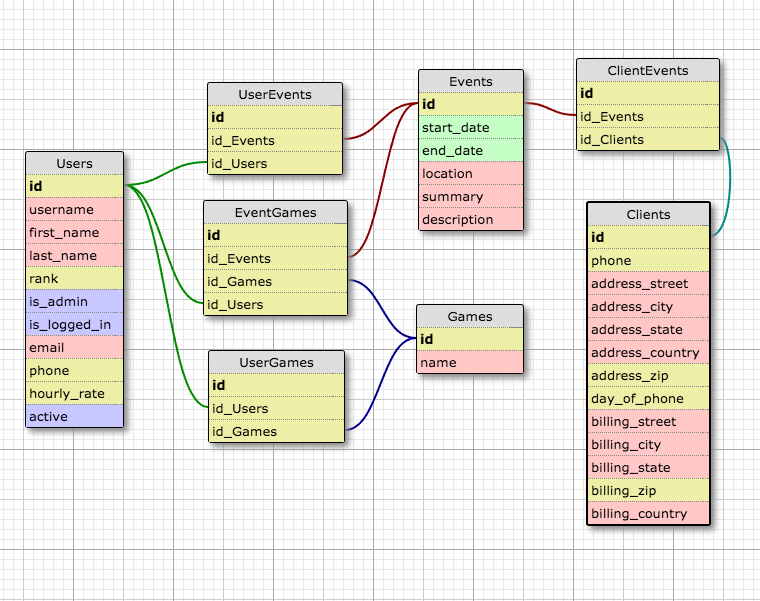 Users
id
username
first_name
last_name
rank
is_admin
is_logged_in
email
phone
hourly_rate
active
UserEvents
id
id_Events
id_Users
EventGames
id
id_Events
id_Games
id_Users
UserGames
id
id_Users
id_Games
Events
id
start_date
end_date
location
summary
description
Games
id
name
ClientEvents
id
id_Events
id_Clients
Clients
id
phone
address_street
address_city
address_state
address_country
address_zip
day_of_phone
billing_street
billing_city
billing_state
billing_zip
billing_country